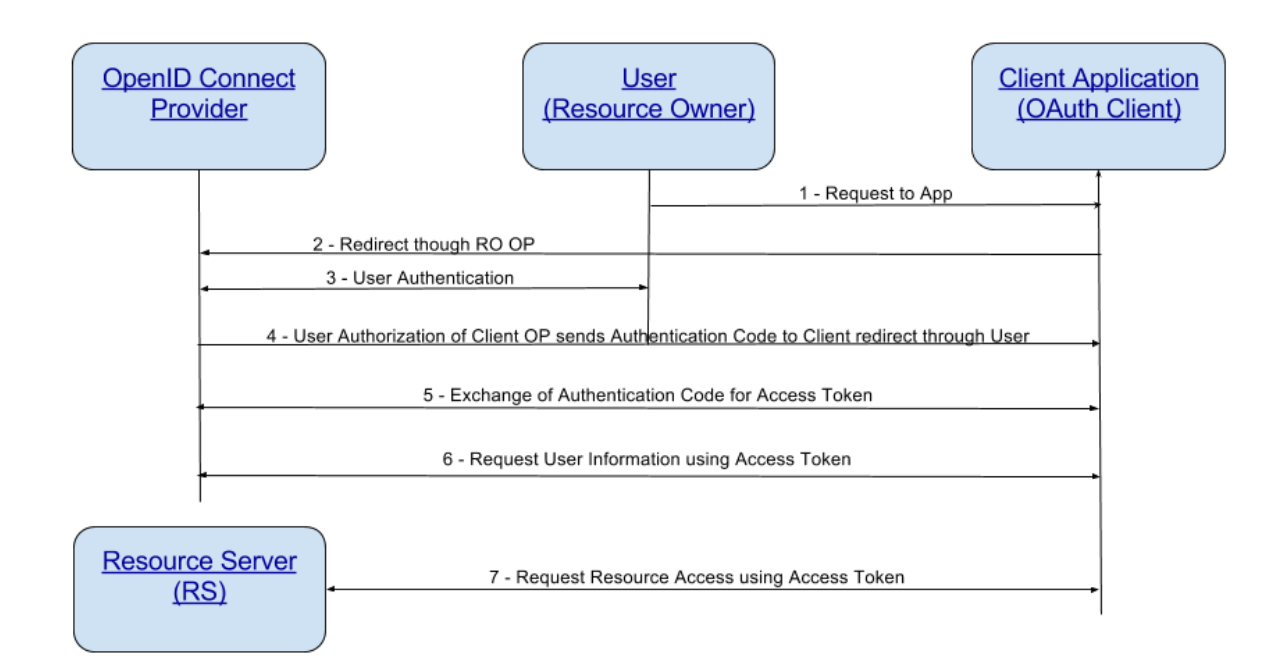 OpenID Connect
Provider
User
(Resource Owner)
Client Application
(OAuth Client)
1 - Request to App
2 - Redirect though RO OP
3 - User Authentication
4 - User Authorization of Client OP sends Authentication Code to Client redirect through User
5 - Exchange of Authentication Code for Access Token
6 - Request User Information using Access Token
Resource Server
(RS)
7 - Request Resource Access using Access Token